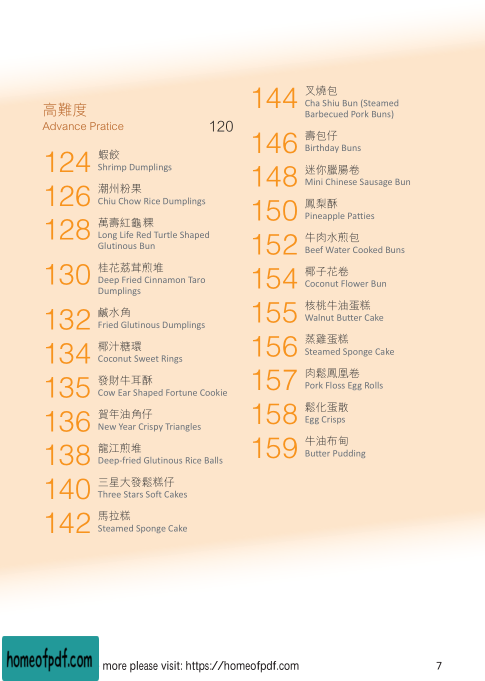 高難度
Advance Pratice 120
124 蝦餃
Shrimp Dumplings
126 潮州粉果
Chiu Chow Rice Dumplings
128 萬壽紅龜粿
Long Life Red Turtle Shaped
Glutinous Bun
130 桂花荔茸煎堆
Deep Fried Cinnamon Taro
Dumplings
132 鹹水角
Fried Glutinous Dumplings
134 椰汁糖環
Coconut Sweet Rings
135 發財牛耳酥
Cow Ear Shaped Fortune Cookie
136 賀年油角仔
New Year Crispy Triangles
138 龍江煎堆
Deep-fried Glutinous Rice Balls
140 三星大發鬆糕仔
Three Stars Soft Cakes
142 馬拉糕
Steamed Sponge Cake
144 叉燒包
Cha Shiu Bun (Steamed
Barbecued Pork Buns)
146 壽包仔
Birthday Buns
148 迷你臘腸卷
Mini Chinese Sausage Bun
150 鳳梨酥
Pineapple Patties
152 牛肉水煎包
Beef Water Cooked Buns
154 椰子花卷
Coconut Flower Bun
155 核桃牛油蛋糕
Walnut Butter Cake
156 蒸雞蛋糕
Steamed Sponge Cake
157 肉鬆鳳凰卷
Pork Floss Egg Rolls
158 鬆化蛋散
Egg Crisps
159 牛油布甸
Butter Pudding
homeofpdf.com more please visit: https://homeofpdf.com 7